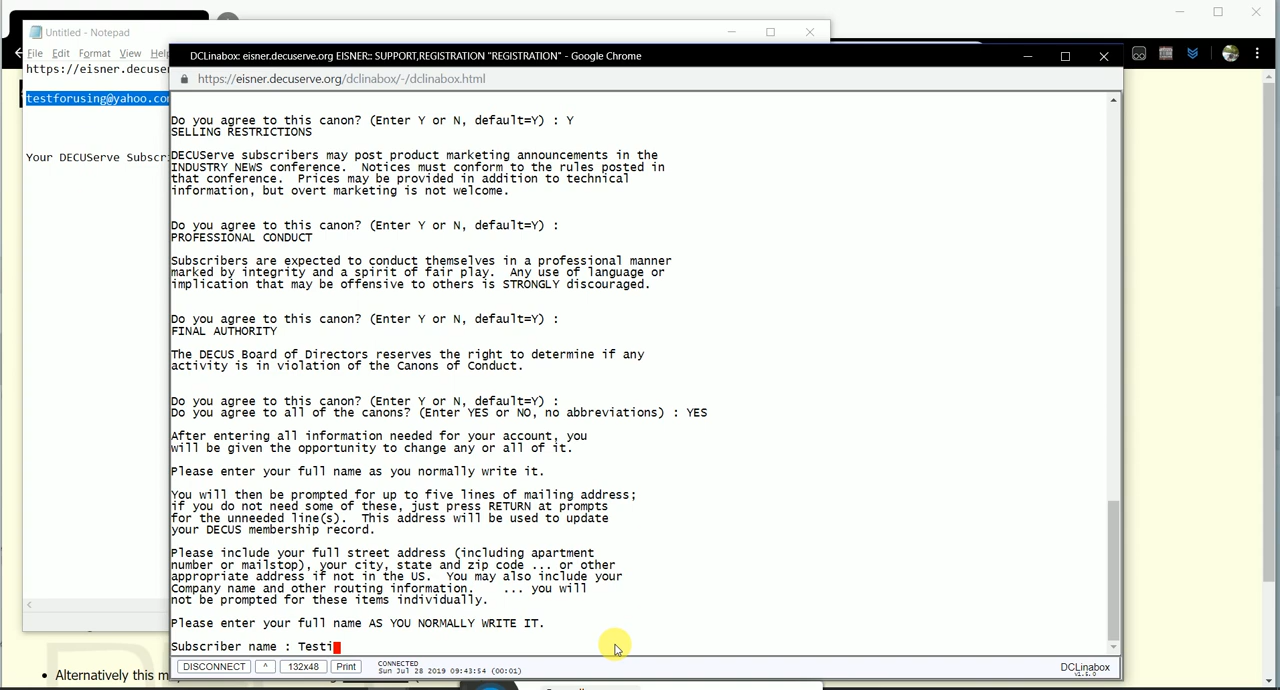 Untitled - Notepad
File Edit Format View Help
https://eisner.decuser
testforusing@yahoo.com
Your DECUServe Subscri
DCLinabox: eisner.decuserve.org EISNER:: SUPPORT,REGISTRATION "REGISTRATION" - Google Chrome
https://eisner.decuserve.org/dclinabox/-/dclinabox.html
Do you agree to this canon? (Enter Y or N, default=Y) : Y
SELLING RESTRICTIONS
DECUServe subscribers may post product marketing announcements in the
INDUSTRY NEWS conference.  Notices must conform to the rules posted in
that conference.  Prices may be provided in addition to technical
information, but overt marketing is not welcome.
Do you agree to this canon? (Enter Y or N, default=Y) :
PROFESSIONAL CONDUCT
Subscribers are expected to conduct themselves in a professional manner
marked by integrity and a spirit of fair play.  Any use of language or
implication that may be offensive to others is STRONGLY discouraged.
Do you agree to this canon? (Enter Y or N, default=Y) :
FINAL AUTHORITY
The DECUS Board of Directors reserves the right to determine if any
activity is in violation of the Canons of Conduct.
Do you agree to this canon? (Enter Y or N, default=Y) :
Do you agree to all of the canons? (Enter YES or NO, no abbreviations) : YES
After entering all information needed for your account, you
will be given the opportunity to change any or all of it.
Please enter your full name as you normally write it.
You will then be prompted for up to five lines of mailing address;
if you do not need some of these, just press RETURN at prompts
for the unneeded line(s).  This address will be used to update
your DECUS membership record.
Please include your full street address (including apartment
number or mailstop), your city, state and zip code ... or other
appropriate address if not in the US.  You may also include your
Company name and other routing information.   ... you will
not be prompted for these items individually.
Please enter your full name AS YOU NORMALLY WRITE IT.
Subscriber name : Testi
DISCONNECT ^ 132x48 Print CONNECTED
Sun Jul 28 2019 09:43:54 (00:01)
DCLinabox
v1.5.0
• Alternatively this m